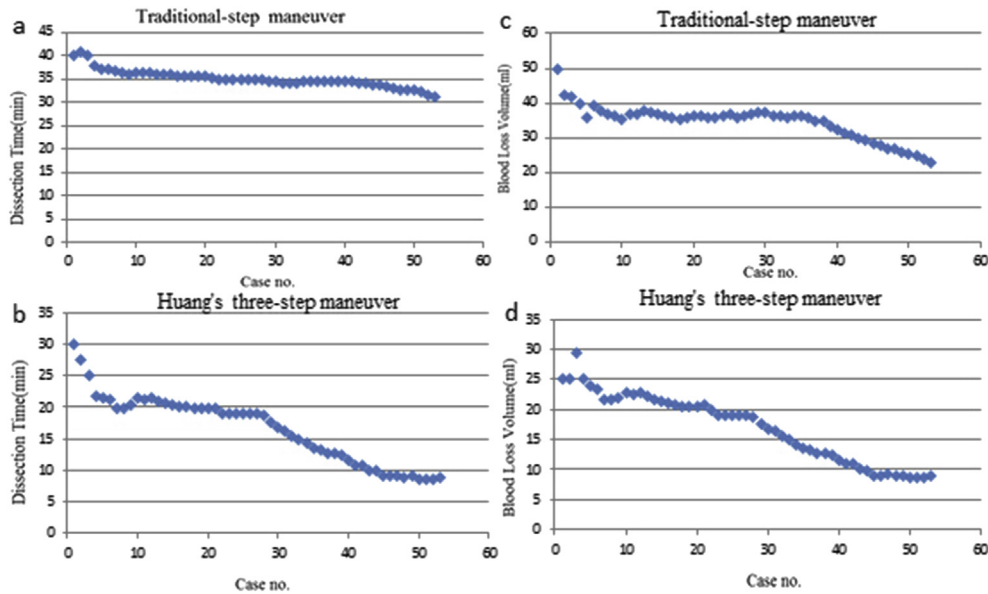 a
Traditional-step maneuver
Dissection Time(min)
45
40
35
30
25
20
15
10
5
0
0 10 20 30 40 50 60
Case no.
c
Traditional-step maneuver
Blood Loss Volume(ml)
60
50
40
30
20
10
0
0 10 20 30 40 50 60
Case no.
b
Huang's three-step maneuver
Dissection Time(min)
35
30
25
20
15
10
5
0
0 10 20 30 40 50 60
Case no.
d
Huang's three-step maneuver
Blood Loss Volume(ml)
35
30
25
20
15
10
5
0
0 10 20 30 40 50 60
Case no.